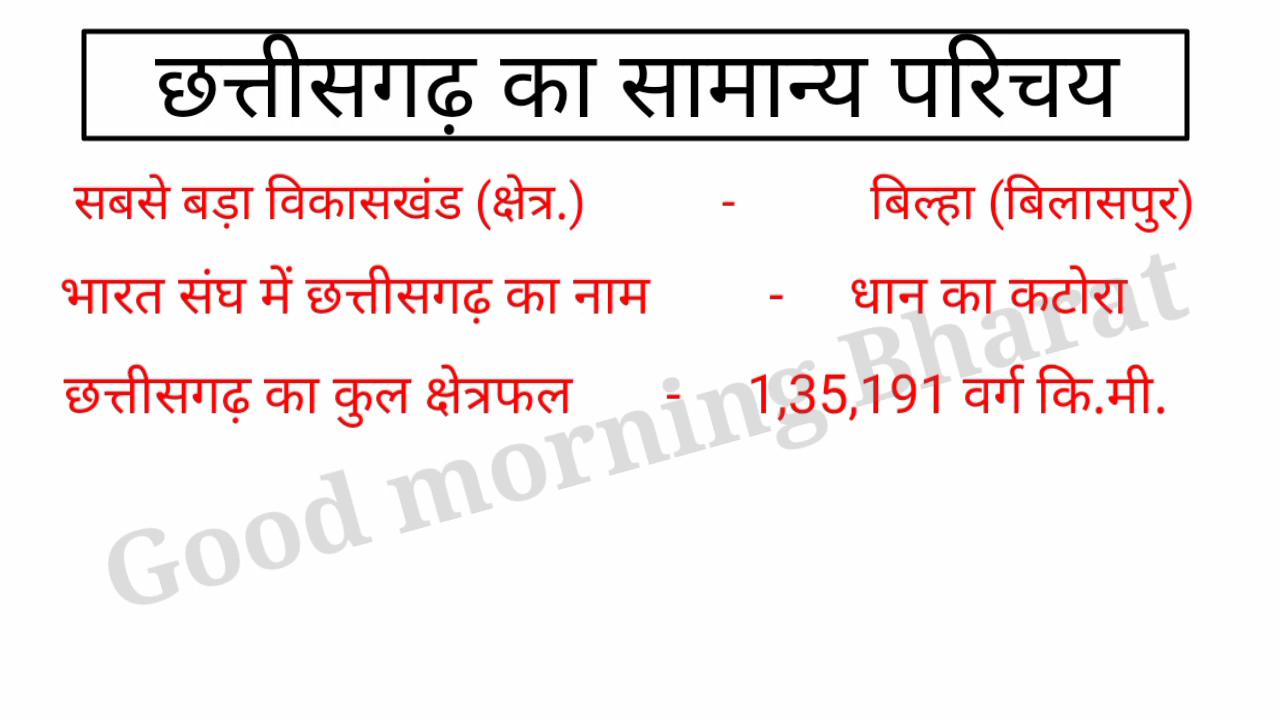 छत्तीसगढ़ का सामान्य परिचय
सबसे बड़ा विकासखंड (क्षेत्र.) - बिल्हा (बिलासपुर)
भारत संघ में छत्तीसगढ़ का नाम - धान का कटोरा
छत्तीसगढ़ का कुल क्षेत्रफल - 1,35,191 वर्ग कि.मी.
Good morning Bharat